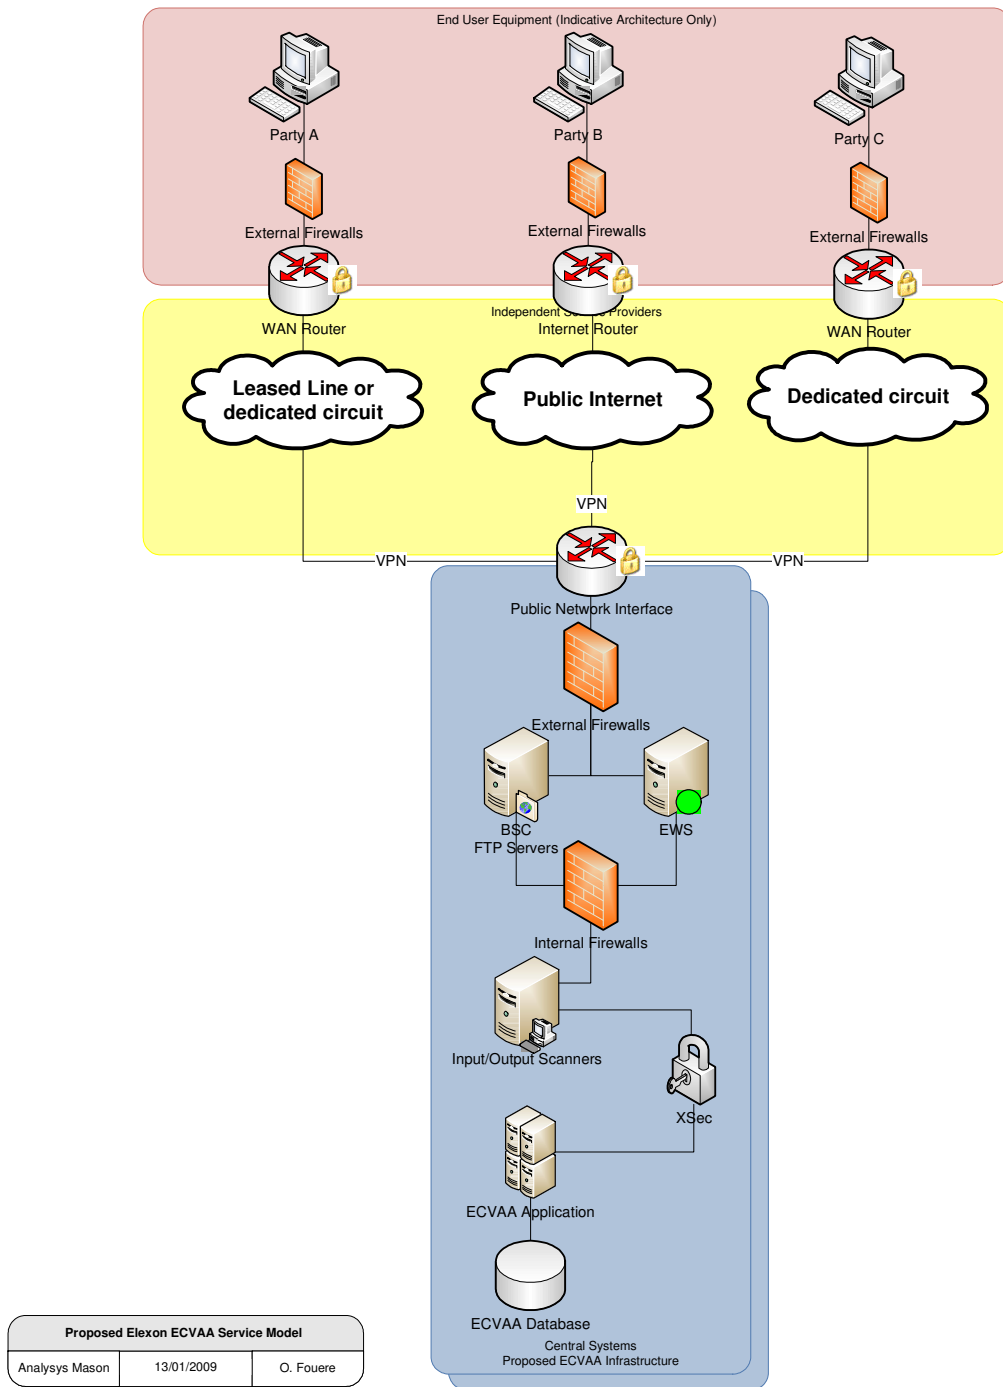 End User Equipment (Indicative Architecture Only)
Party A
Party B
Party C
External Firewalls
External Firewalls
External Firewalls
Independent Providers
WAN Router
Internet Router
WAN Router
Leased Line or
dedicated circuit
Public Internet
Dedicated circuit
VPN
VPN
VPN
Public Network Interface
External Firewalls
BSC
FTP Servers
EWS
Internal Firewalls
Input/Output Scanners
XSec
ECVAA Application
ECVAA Database
Central Systems
Proposed ECVAA Infrastructure
Proposed Elexon ECVAA Service Model
Analysys Mason
13/01/2009
O. Fouere